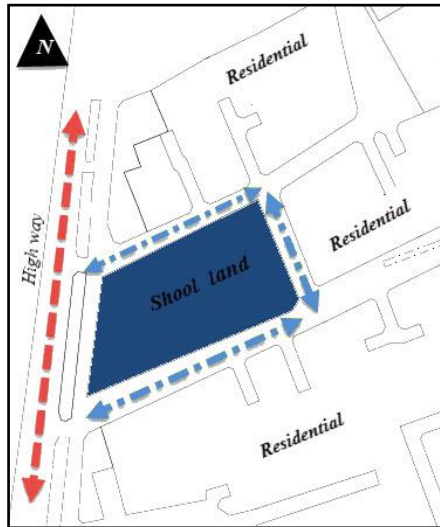 N
Residential
Residential
High way
Shool land
Residential